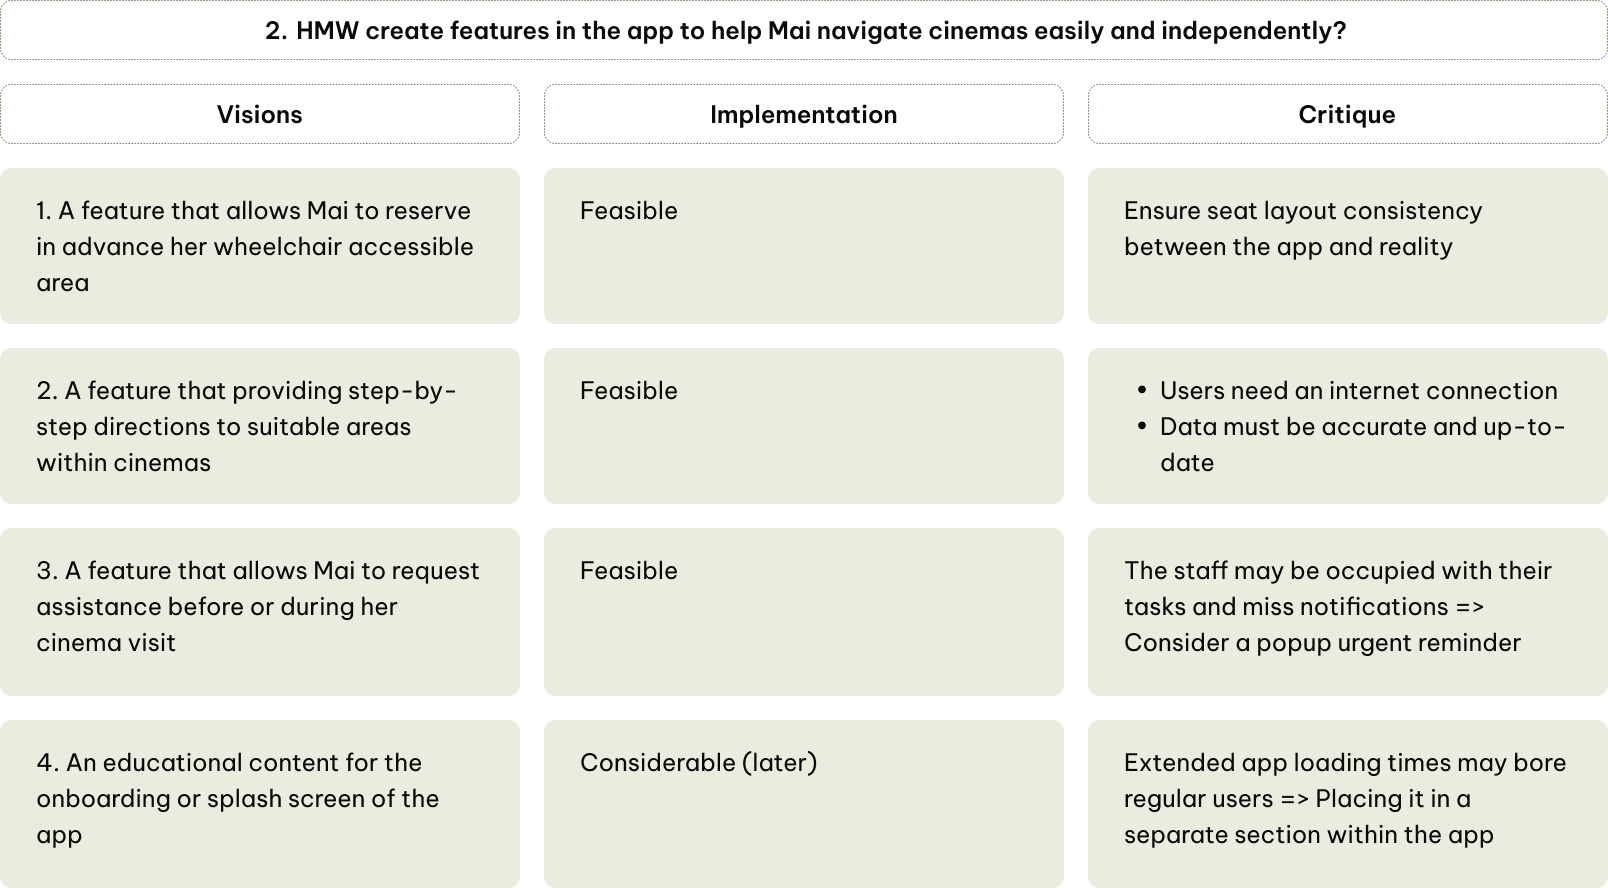 2. HMW create features in the app to help Mai navigate cinemas easily and independently?
Visions
Implementation
Critique
1. A feature that allows Mai to reserve
in advance her wheelchair accessible
area
Feasible
Ensure seat layout consistency
between the app and reality
2. A feature that providing step-by-
step directions to suitable areas
within cinemas
Feasible
• Users need an internet connection
• Data must be accurate and up-to-
date
3. A feature that allows Mai to request
assistance before or during her
cinema visit
Feasible
The staff may be occupied with their
tasks and miss notifications =>
Consider a popup urgent reminder
4. An educational content for the
onboarding or splash screen of the
app
Considerable (later)
Extended app loading times may bore
regular users => Placing it in a
separate section within the app